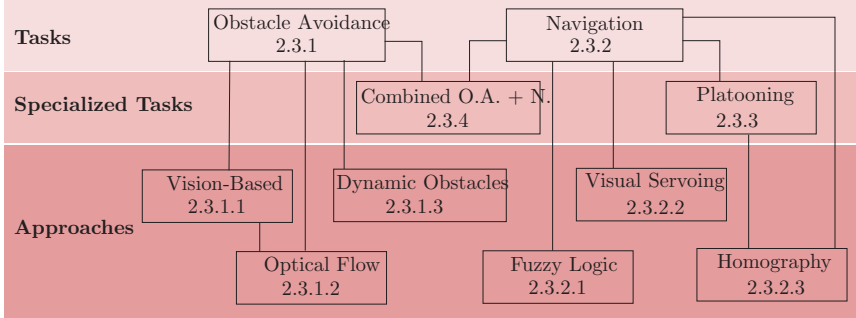 Tasks
Obstacle Avoidance
2.3.1
Navigation
2.3.2
Specialized Tasks
Combined O.A. + N.
2.3.4
Platooning
2.3.3
Approaches
Vision-Based
2.3.1.1
Dynamic Obstacles
2.3.1.3
Visual Servoing
2.3.2.2
Optical Flow
2.3.1.2
Fuzzy Logic
2.3.2.1
Homography
2.3.2.3